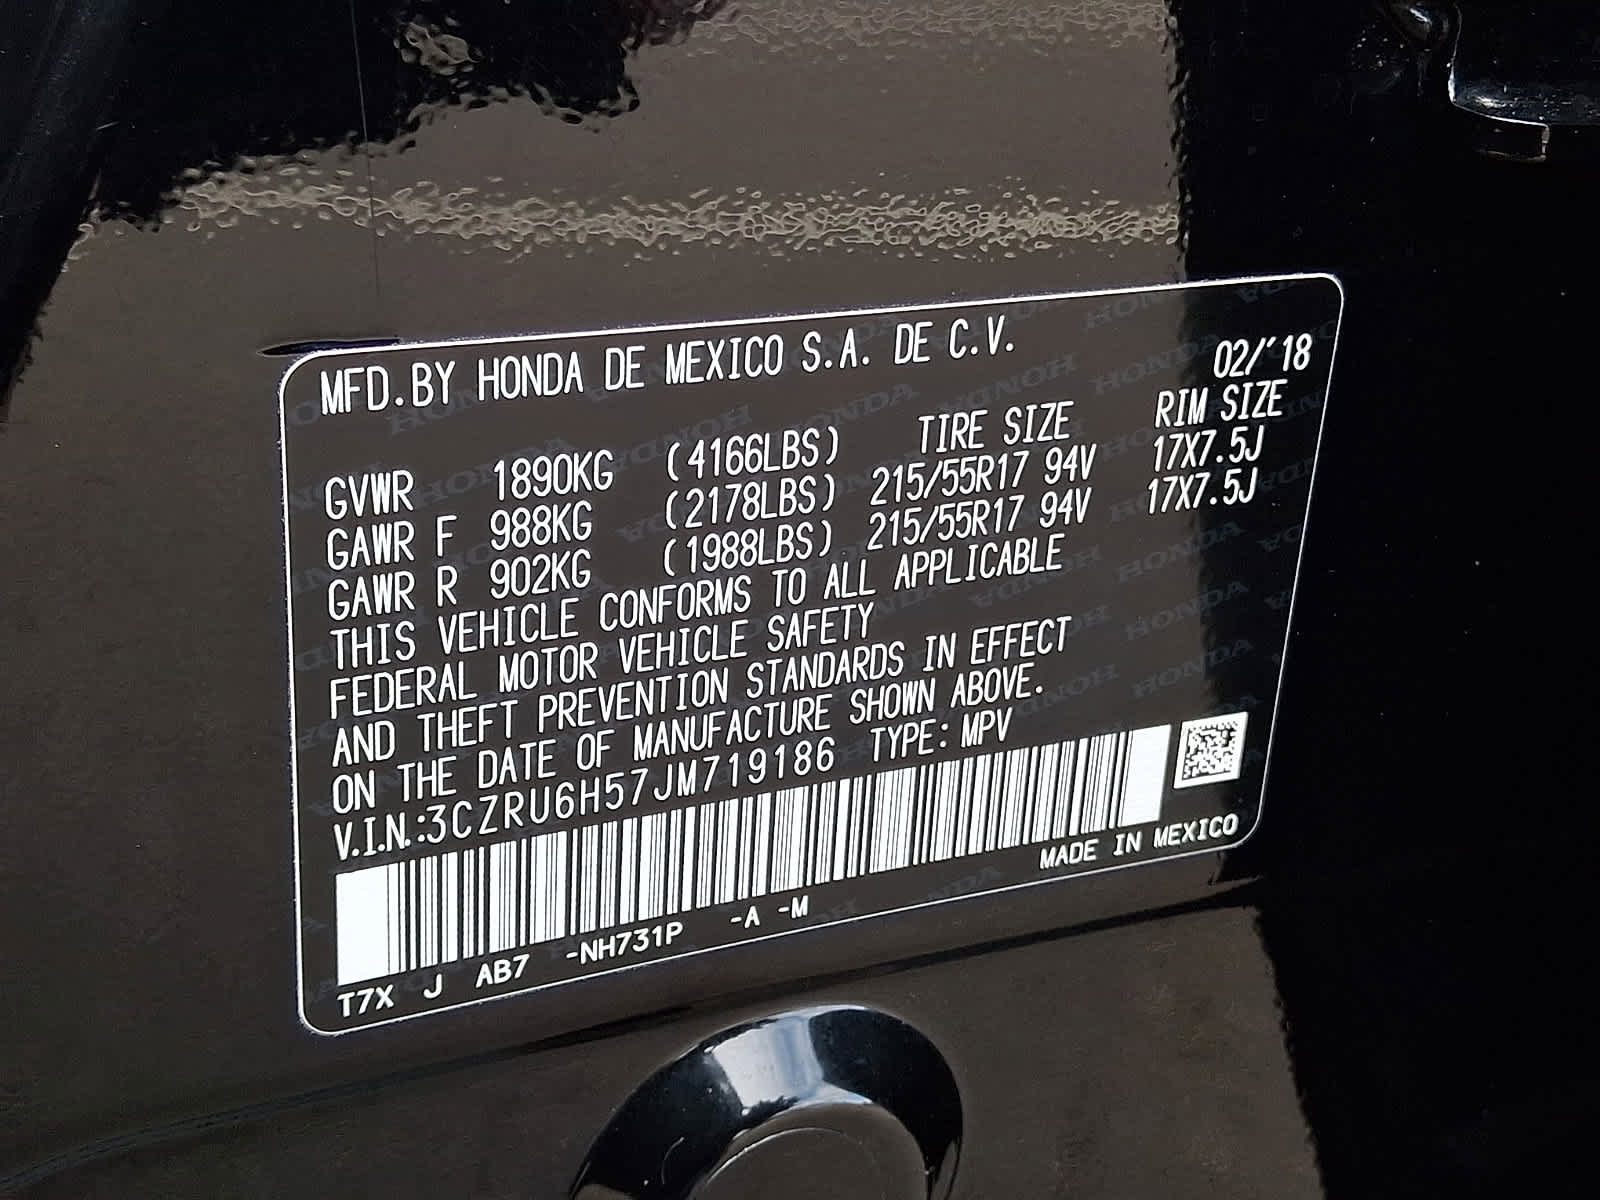 MFD.BY HONDA DE MEXICO S.A. DE C.V.
02/'18
TIRE SIZE RIM SIZE
GVWR 1890KG (4166LBS)
GAWR F 988KG (2178LBS) 215/55R17 94V 17X7.5J
GAWR R 902KG (1988LBS) 215/55R17 94V 17X7.5J
THIS VEHICLE CONFORMS TO ALL APPLICABLE
FEDERAL MOTOR VEHICLE SAFETY
AND THEFT PREVENTION STANDARDS IN EFFECT
ON THE DATE OF MANUFACTURE SHOWN ABOVE.
V.I.N.:3CZRU6H57JM719186 TYPE: MPV
MADE IN MEXICO
T7X J AB7 -NH731P -A -M